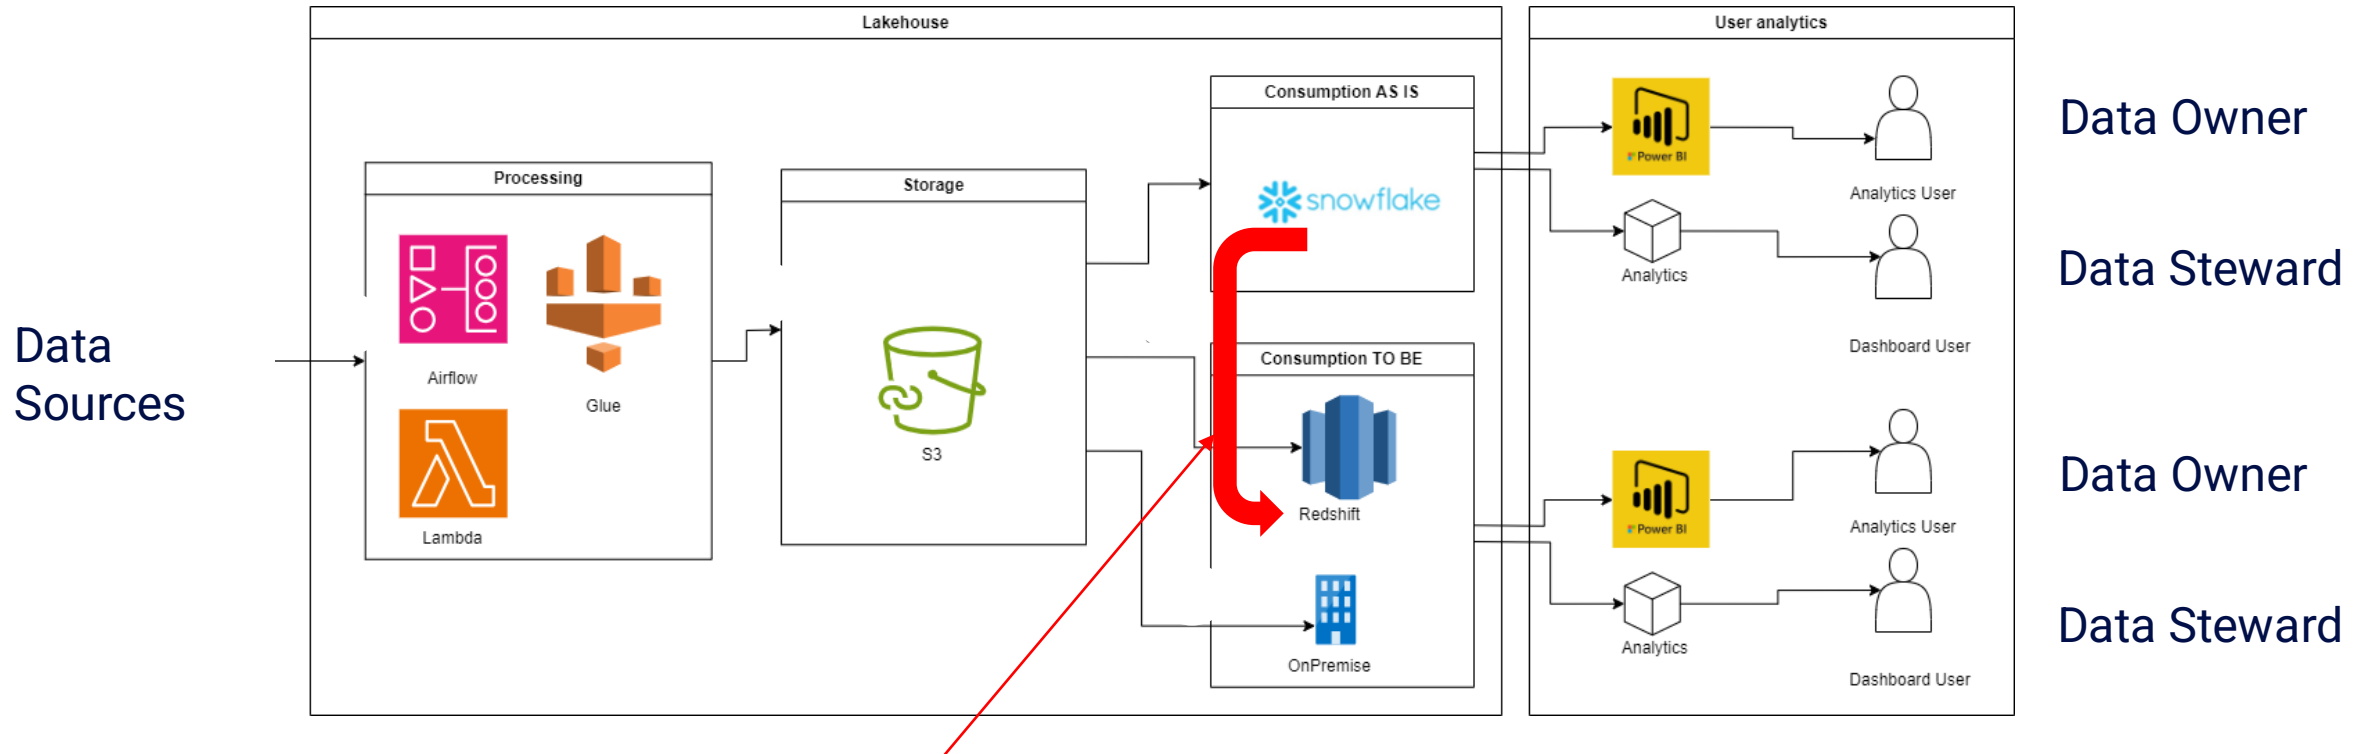 Lakehouse
User analytics
Consumption AS IS
Power BI
Data Owner
Processing
Storage
snowflake
Analytics User
Analytics
Data Steward
Data
Sources
Airflow
Glue
Dashboard User
Consumption TO BE
S3
Lambda
Redshift
Power BI
Data Owner
Analytics User
OnPremise
Analytics
Data Steward
Dashboard User